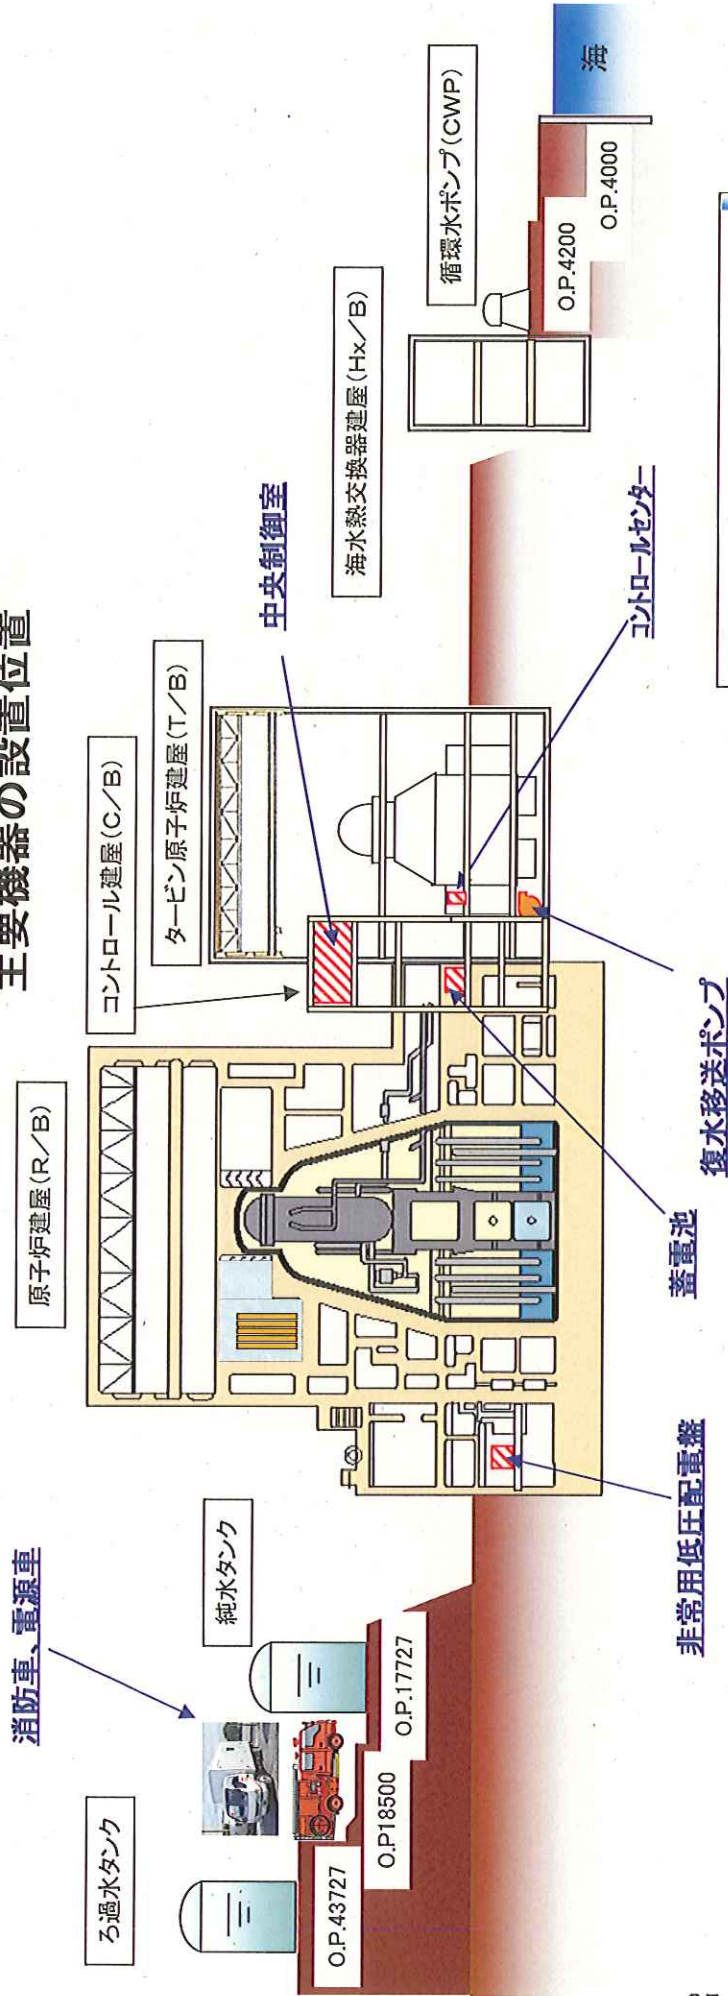 主要機器の設置位置
原子炉建屋(R/B)
コントロール建屋(C/B)
タービン原子炉建屋(T/B)
中央制御室
海水熱交換器建屋(Hx/B)
循環水ポンプ(CWP)
海
消防車、電源車
ろ過水タンク
純水タンク
O.P.43727
O.P18500
O.P.17727
O.P.4200
O.P.4000
非常用低圧配電盤
蓄電池
復水移送ポンプ
コントロールセンター